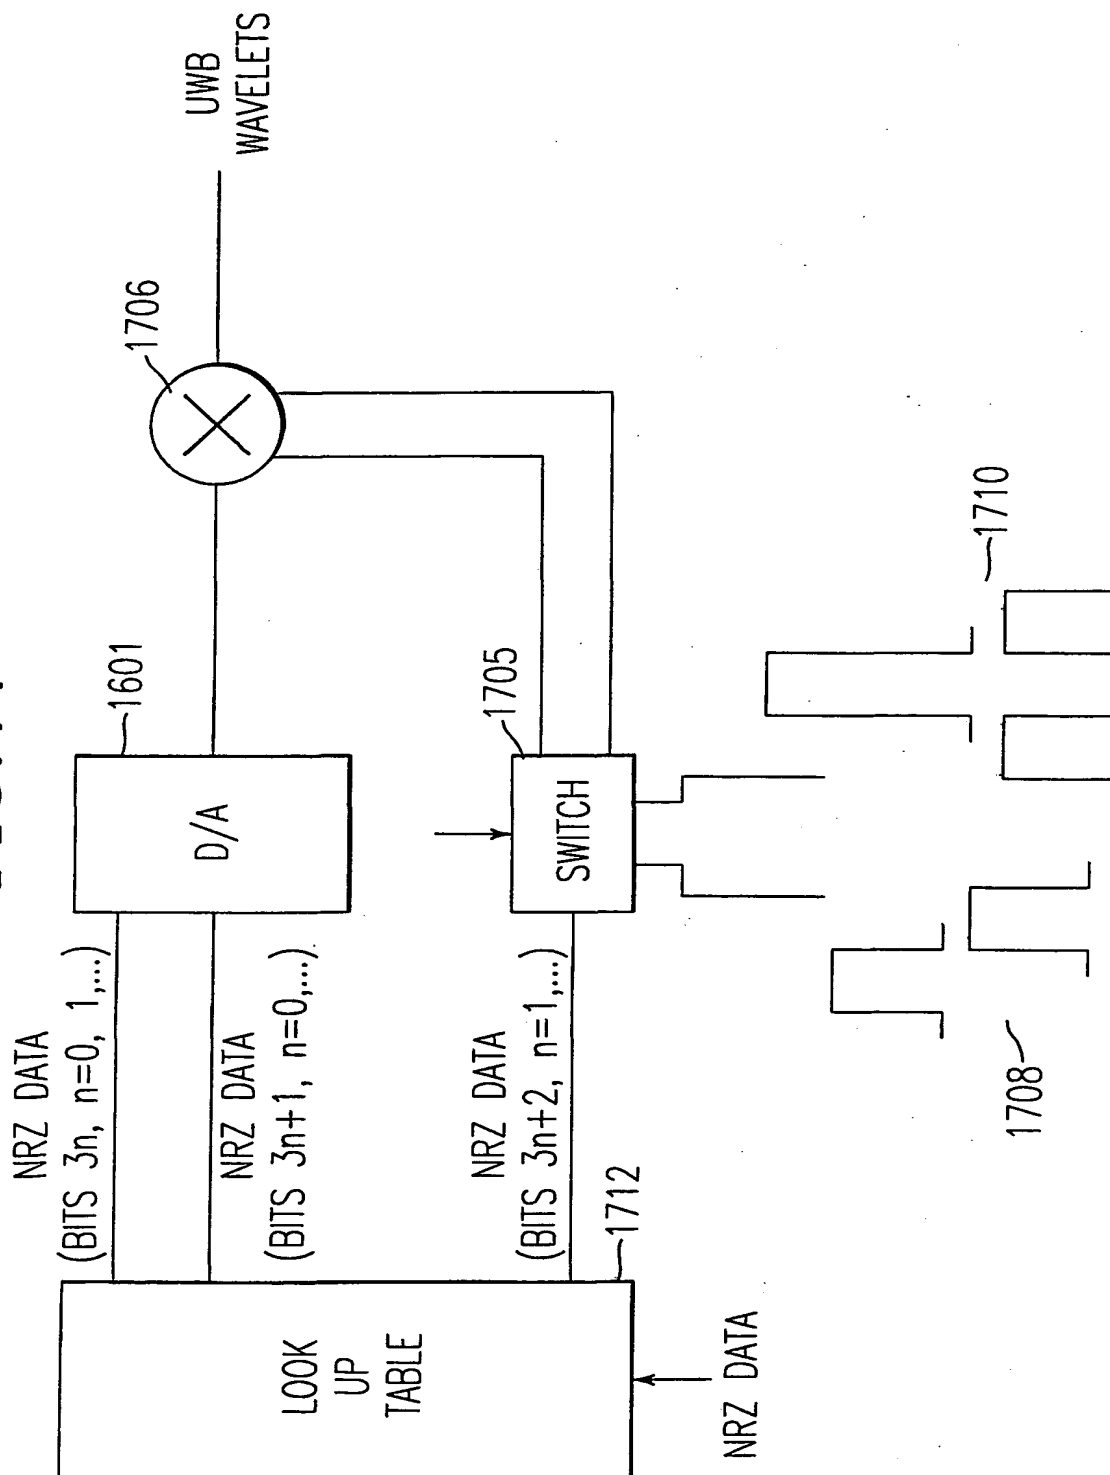 UWB
WAVELETS
1706
1601
D/A
NRZ DATA
(BITS 3n, n=0, 1,...)
NRZ DATA
(BITS 3n+1, n=0,...)
1705
SWITCH
NRZ DATA
(BITS 3n+2, n=1,...)
1712
LOOK
UP
TABLE
NRZ DATA
1710
1708